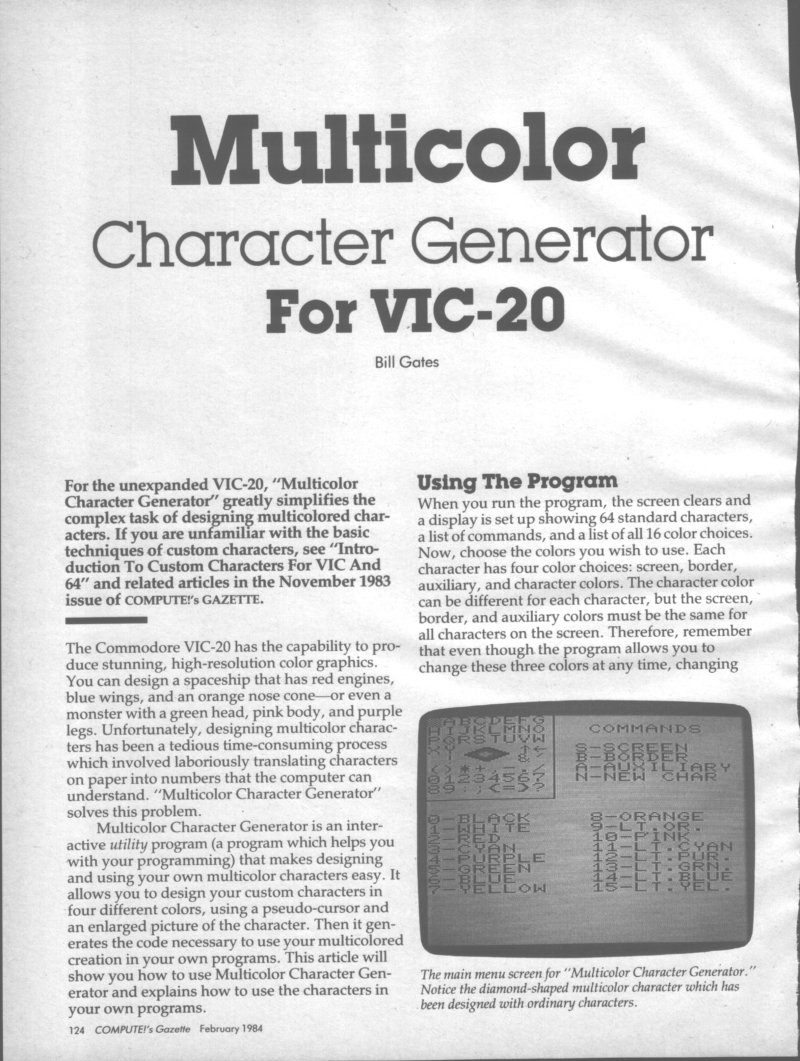 Multicolor
Character Generator
For VIC-20
Bill Gates
For the unexpanded VIC-20, "Multicolor
Character Generator" greatly simplifies the
complex task of designing multicolored char-
acters. If you are unfamiliar with the basic
techniques of custom characters, see "Intro-
duction To Custom Characters For VIC And
64" and related articles in the November 1983
issue of COMPUTE!'s GAZETTE.
The Commodore VIC-20 has the capability to pro-
duce stunning, high-resolution color graphics.
You can design a spaceship that has red engines,
blue wings, and an orange nose cone—or even a
monster with a green head, pink body, and purple
legs. Unfortunately, designing multicolor charac-
ters has been a tedious time-consuming process
which involved laboriously translating characters
on paper into numbers that the computer can
understand. "Multicolor Character Generator"
solves this problem.
Multicolor Character Generator is an inter-
active utility program (a program which helps you
with your programming) that makes designing
and using your own multicolor characters easy. It
allows you to design your custom characters in
four different colors, using a pseudo-cursor and
an enlarged picture of the character. Then it gen-
erates the code necessary to use your multicolored
creation in your own programs. This article will
show you how to use Multicolor Character Gen-
erator and explains how to use the characters in
your own programs.
Using The Program
When you run the program, the screen clears and
a display is set up showing 64 standard characters,
a list of commands, and a list of all 16 color choices.
Now, choose the colors you wish to use. Each
character has four color choices: screen, border,
auxiliary, and character colors. The character color
can be different for each character, but the screen,
border, and auxiliary colors must be the same for
all characters on the screen. Therefore, remember
that even though the program allows you to
change these three colors at any time, changing
ABCDEFG
HIJKLMNO
PQRSTUVW
XY
()*+,-./
01234567
89:;<=>?
COMMANDS
S-SCREEN
B-BORDER
A-AUXILIARY
N-NEW CHAR
0-BLACK
1-WHITE
2-RED
3-CYAN
4-PURPLE
5-GREEN
6-BLUE
7-YELLOW
8-ORANGE
9-LT.OR.
10-PINK
11-LT.CYAN
12-LT.PUR.
13-LT.GRN.
14-LT.BLUE
15-LT.YEL.
The main menu screen for "Multicolor Character Generator."
Notice the diamond-shaped multicolor character which has
been designed with ordinary characters.
124 COMPUTE!'s Gazette February 1984